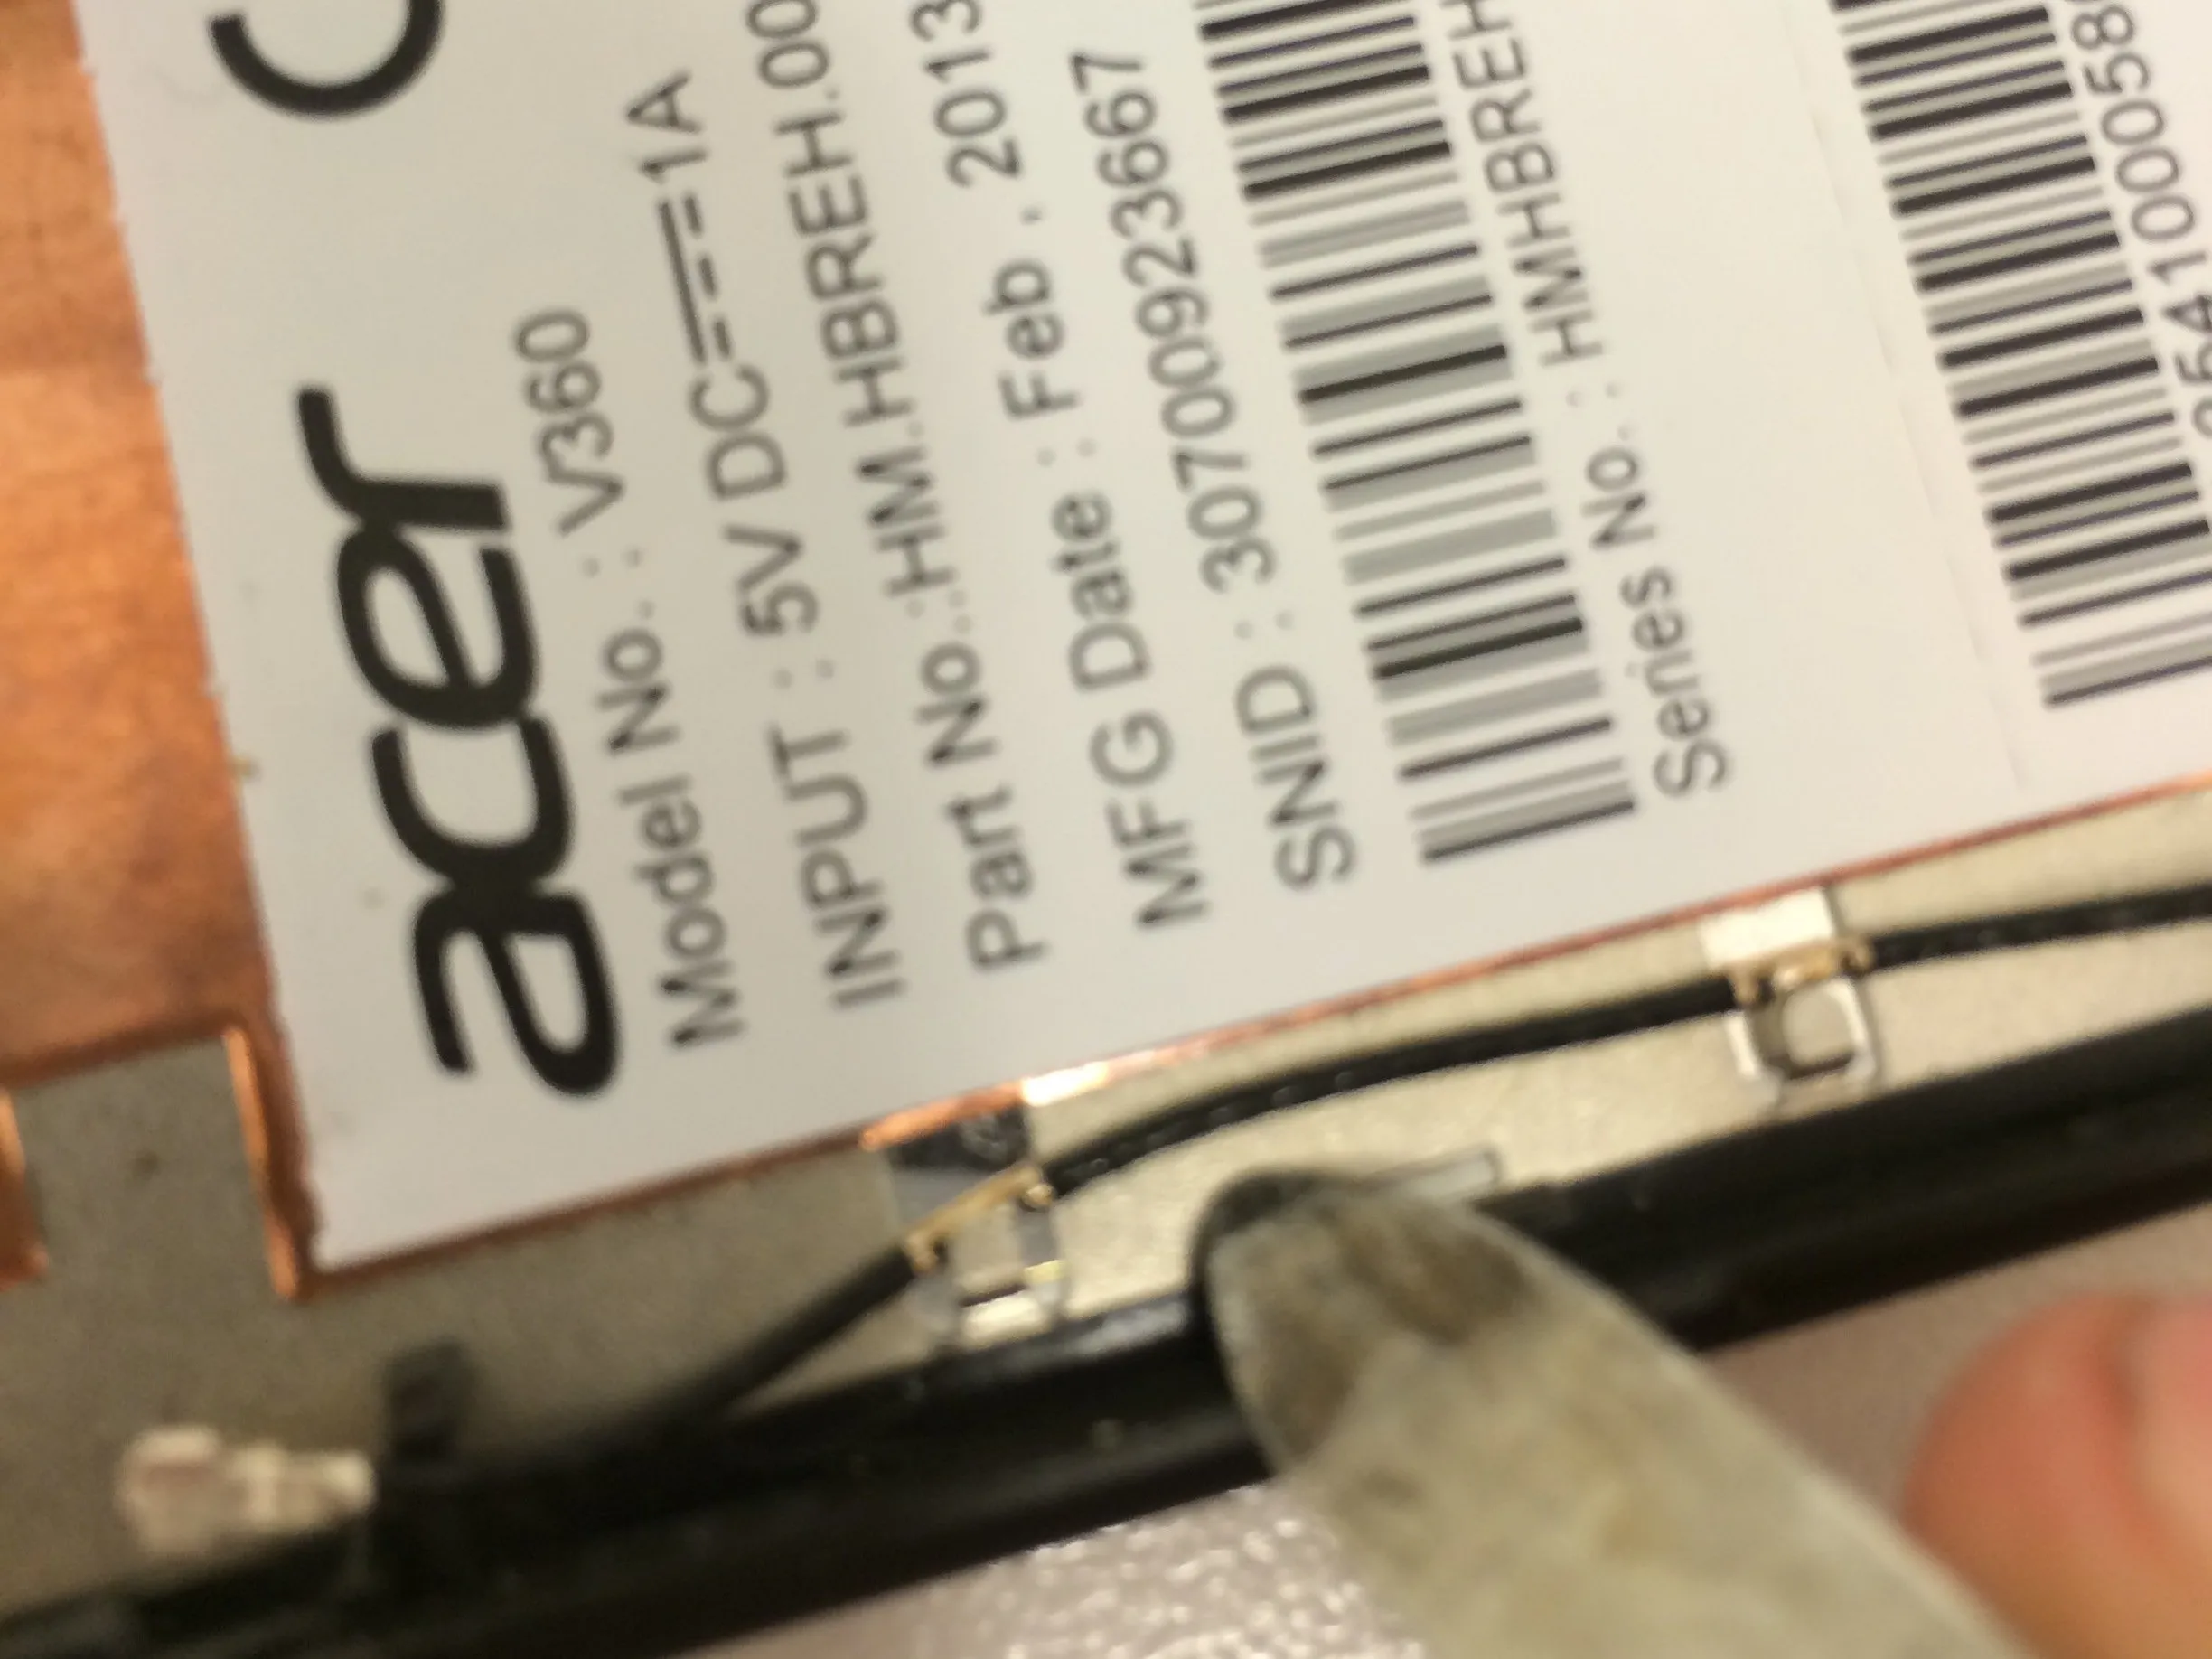 acer
Model No. : V360
INPUT : 5V DC⎓1A
Part No.:HM.HBREH.00
MFG Date : Feb . 2013
SNID : 30700923667
HMHBREH
Series No. :